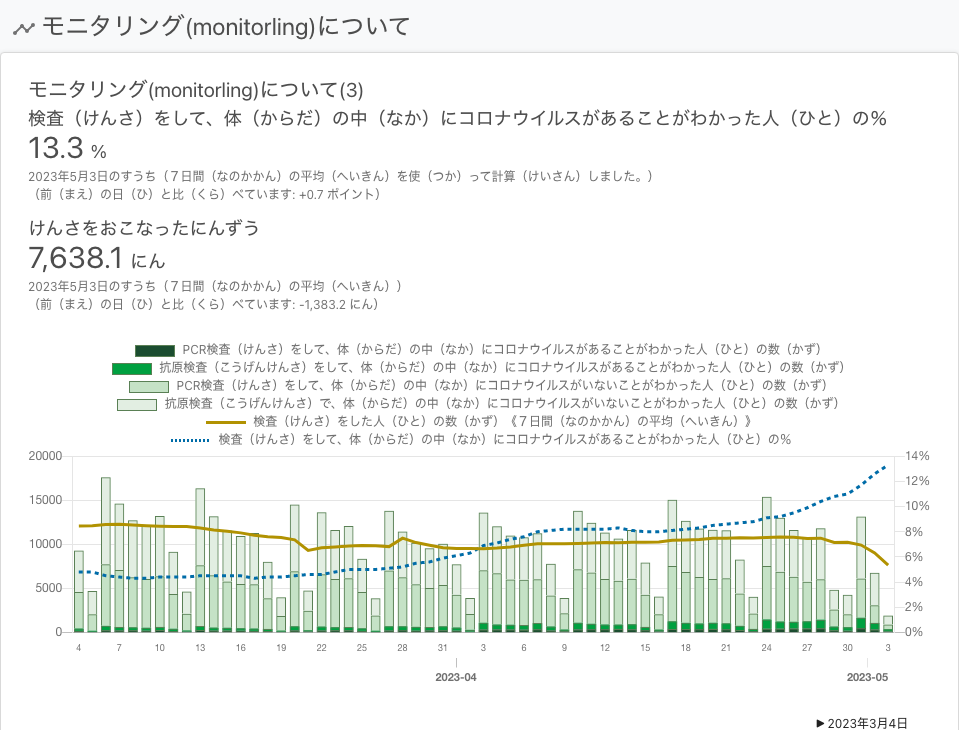 モニタリング(monitorling)について
モニタリング(monitorling)について(3)
検査（けんさ）をして、体（からだ）の中（なか）にコロナウイルスがあることがわかった人（ひと）の%
13.3 %
2023年5月3日のすうち（７日間（なのかかん）の平均（へいきん）を使（つか）って計算（けいさん）しました。）
（前（まえ）の日（ひ）と比（くら）べています: +0.7 ポイント）
けんさをおこなったにんずう
7,638.1 にん
2023年5月3日のすうち（７日間（なのかかん）の平均（へいきん））
（前（まえ）の日（ひ）と比（くら）べています: -1,383.2 にん）
PCR検査（けんさ）をして、体（からだ）の中（なか）にコロナウイルスがあることがわかった人（ひと）の数（かず）
抗原検査（こうげんけんさ）をして、体（からだ）の中（なか）にコロナウイルスがあることがわかった人（ひと）の数（かず）
PCR検査（けんさ）をして、体（からだ）の中（なか）にコロナウイルスがいないことがわかった人（ひと）の数（かず）
抗原検査（こうげんけんさ）で、体（からだ）の中（なか）にコロナウイルスがいないことがわかった人（ひと）の数（かず）
検査（けんさ）をした人（ひと）の数（かず）《７日間（なのかかん）の平均（へいきん）》
検査（けんさ）をして、体（からだ）の中（なか）にコロナウイルスがあることがわかった人（ひと）の%
20000 14%
12%
15000
10%
10000 8%
6%
5000 4%
2%
0 0%
4 7 10 13 16 19 22 25 28 31 3 6 9 12 15 18 21 24 27 30 3
2023-04 2023-05
▶ 2023年3月4日